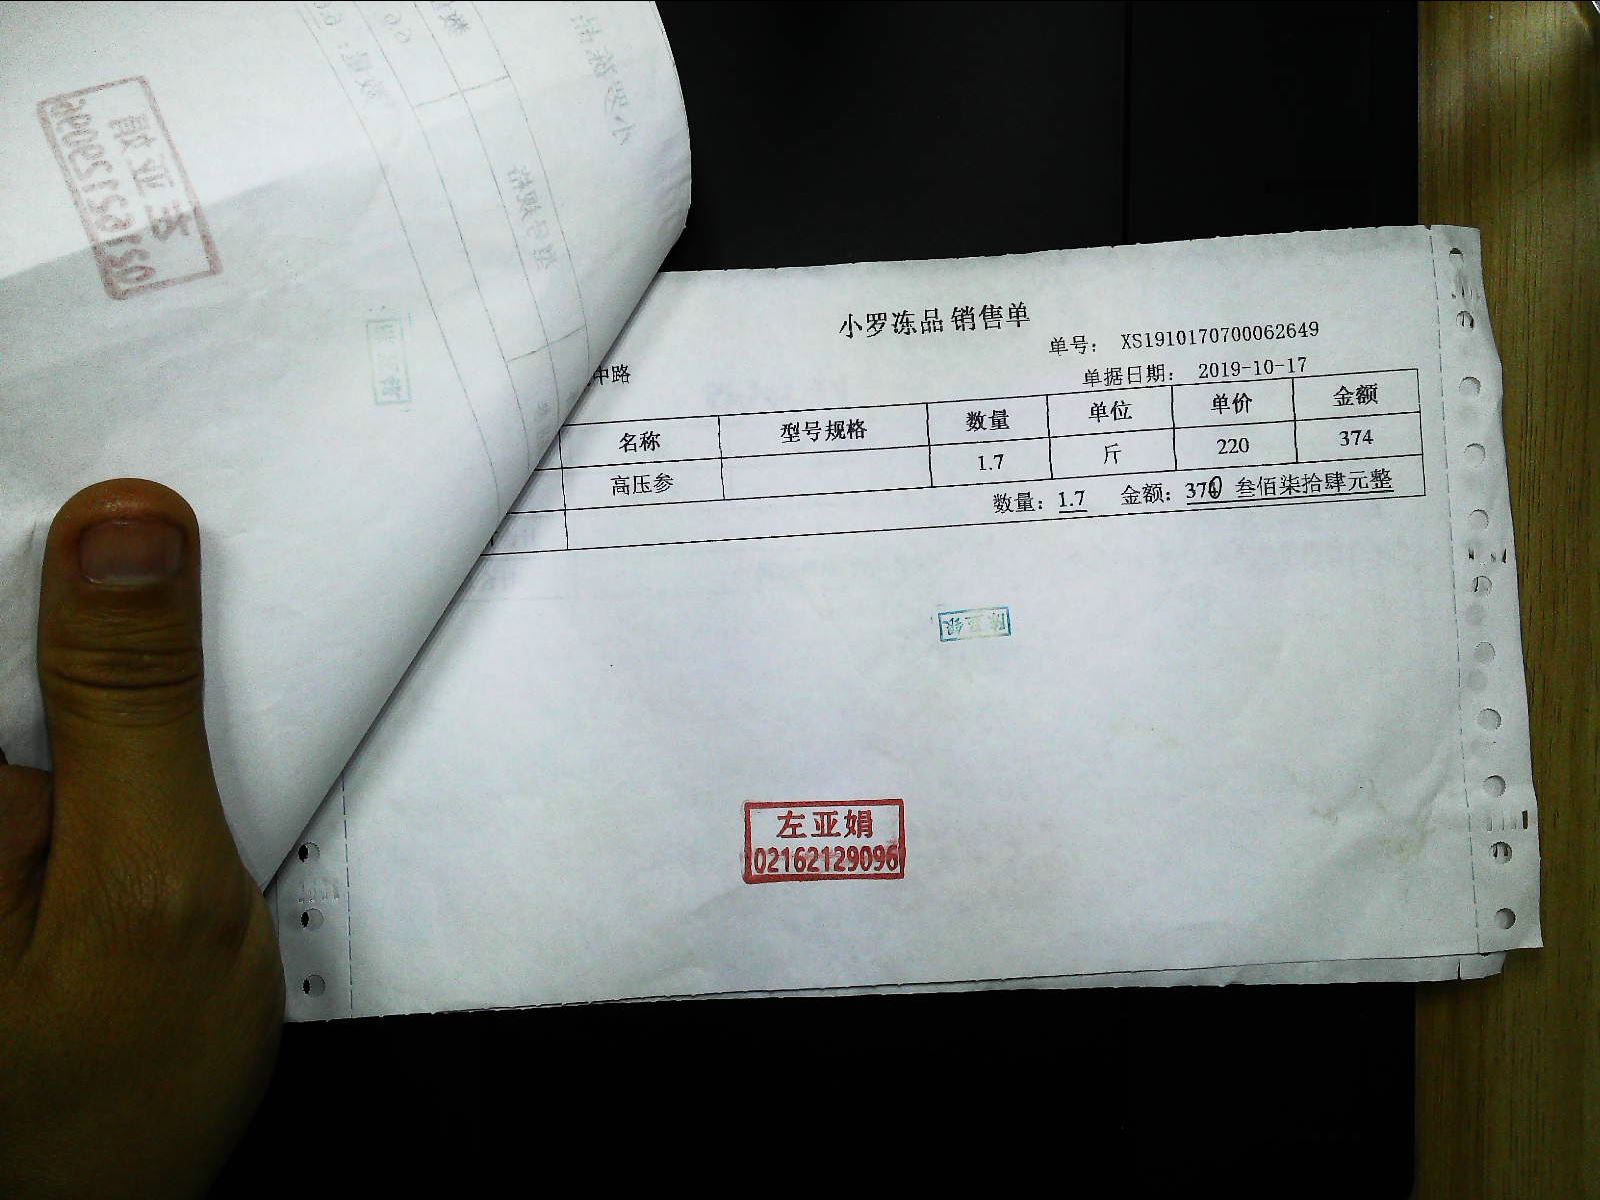 小罗冻品 销售单
单号： XS1910170700062649
中路
单据日期： 2019-10-17
名称 型号规格 数量 单位 单价 金额
高压参 1.7 斤 220 374
数量：1.7 金额：370 叁佰柒拾肆元整
左亚娟
02162129096